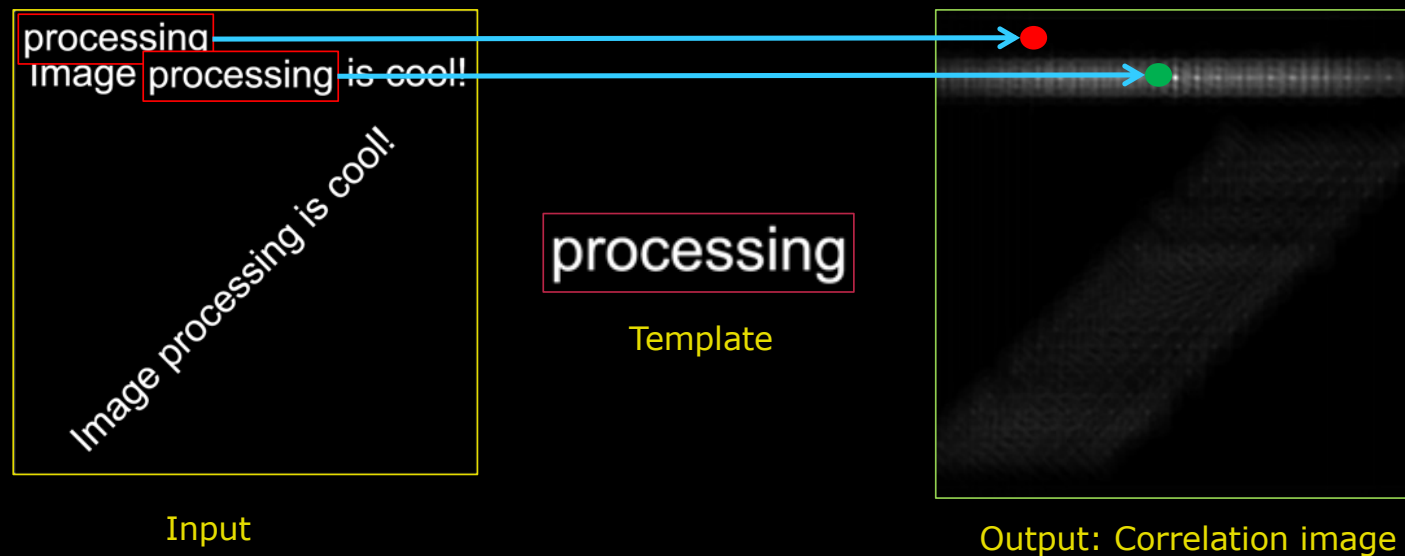 processing
Image processing is cool!
Image processing is cool!
processing
Template
Input
Output: Correlation image